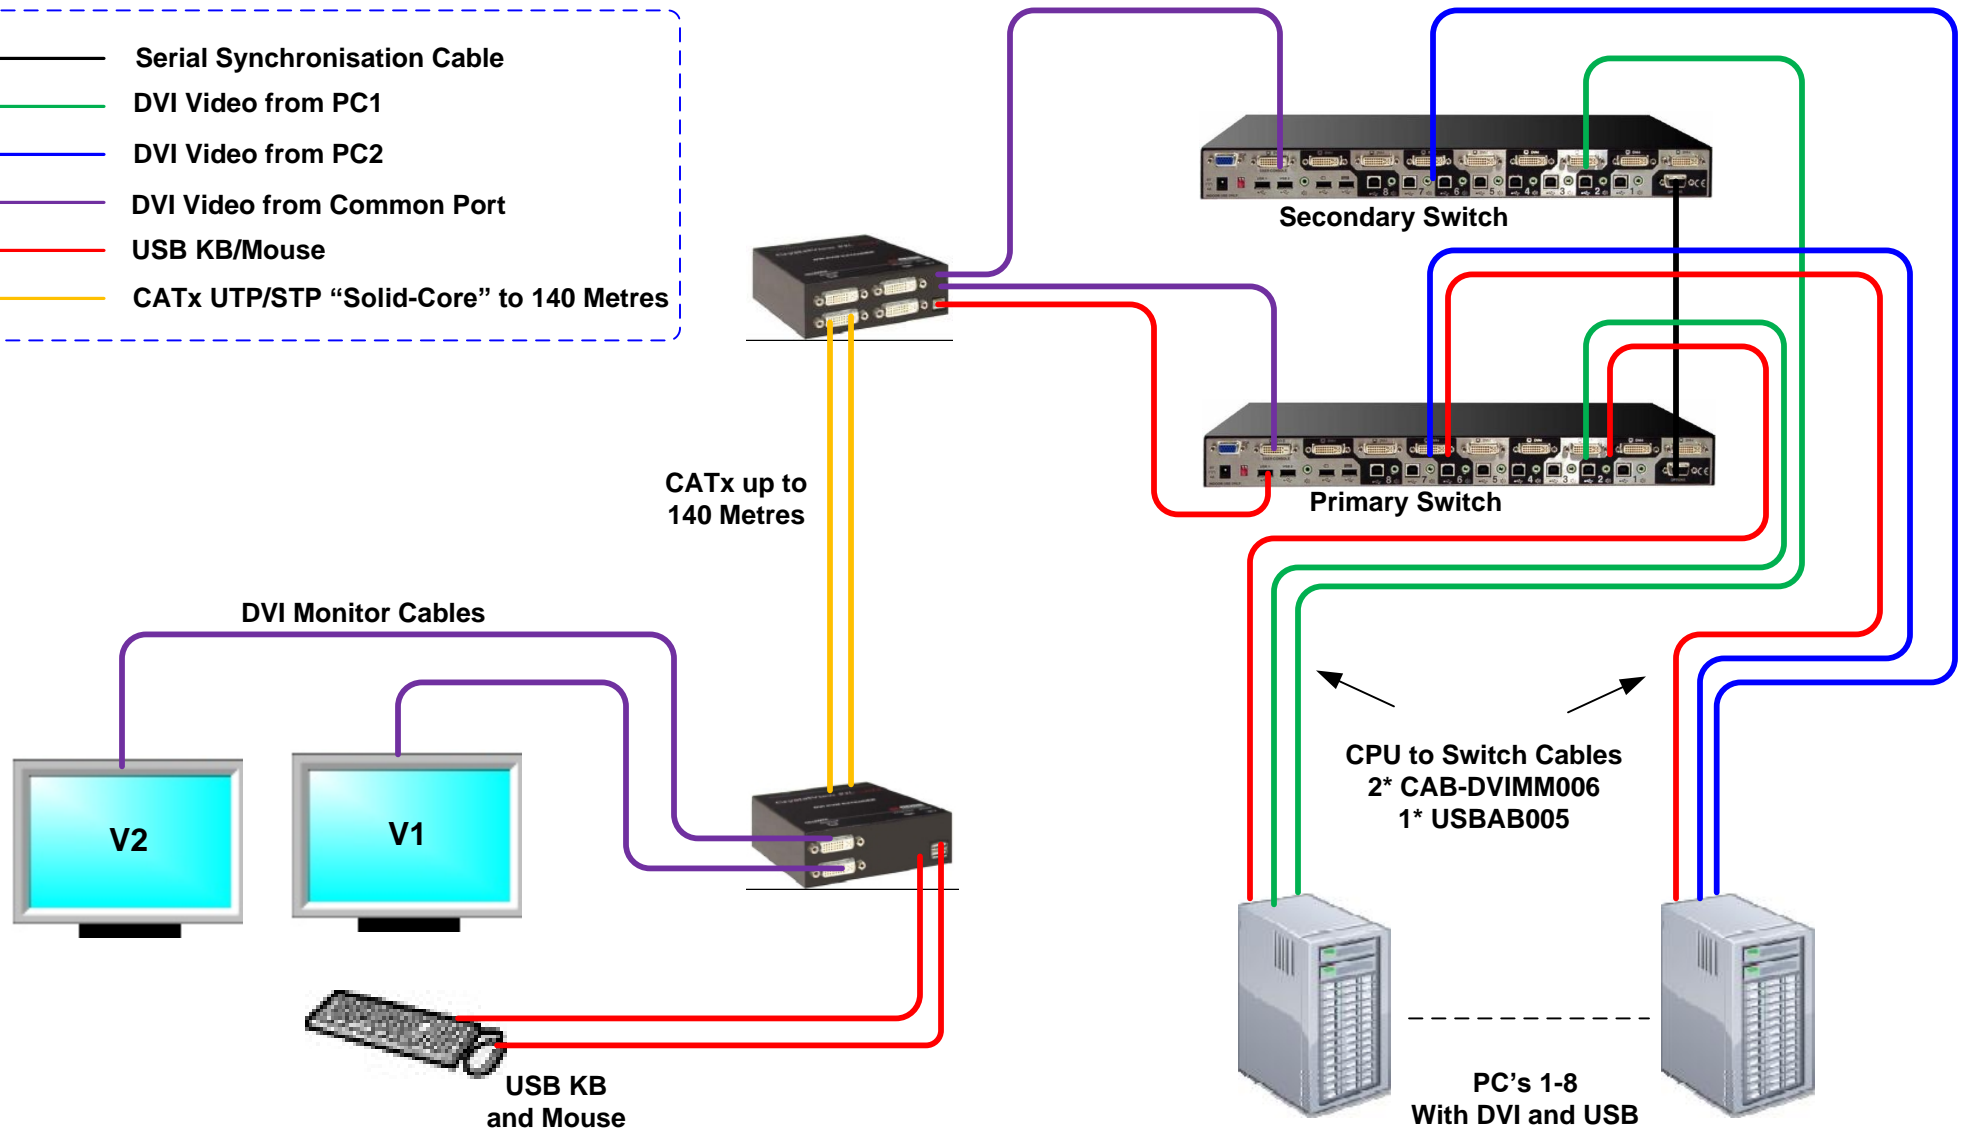 Serial Synchronisation Cable
DVI Video from PC1
DVI Video from PC2
DVI Video from Common Port
USB KB/Mouse
CATx UTP/STP “Solid-Core” to 140 Metres
Secondary Switch
Primary Switch
CATx up to
140 Metres
DVI Monitor Cables
V2
V1
CPU to Switch Cables
2* CAB-DVIMM006
1* USBAB005
USB KB
and Mouse
PC’s 1-8
With DVI and USB